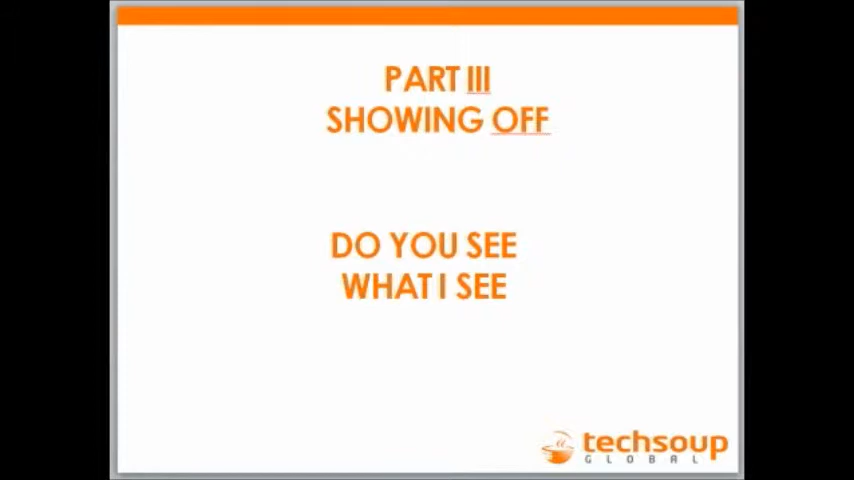 PART III
SHOWING OFF
DO YOU SEE
WHAT I SEE
techsoup
GLOBAL